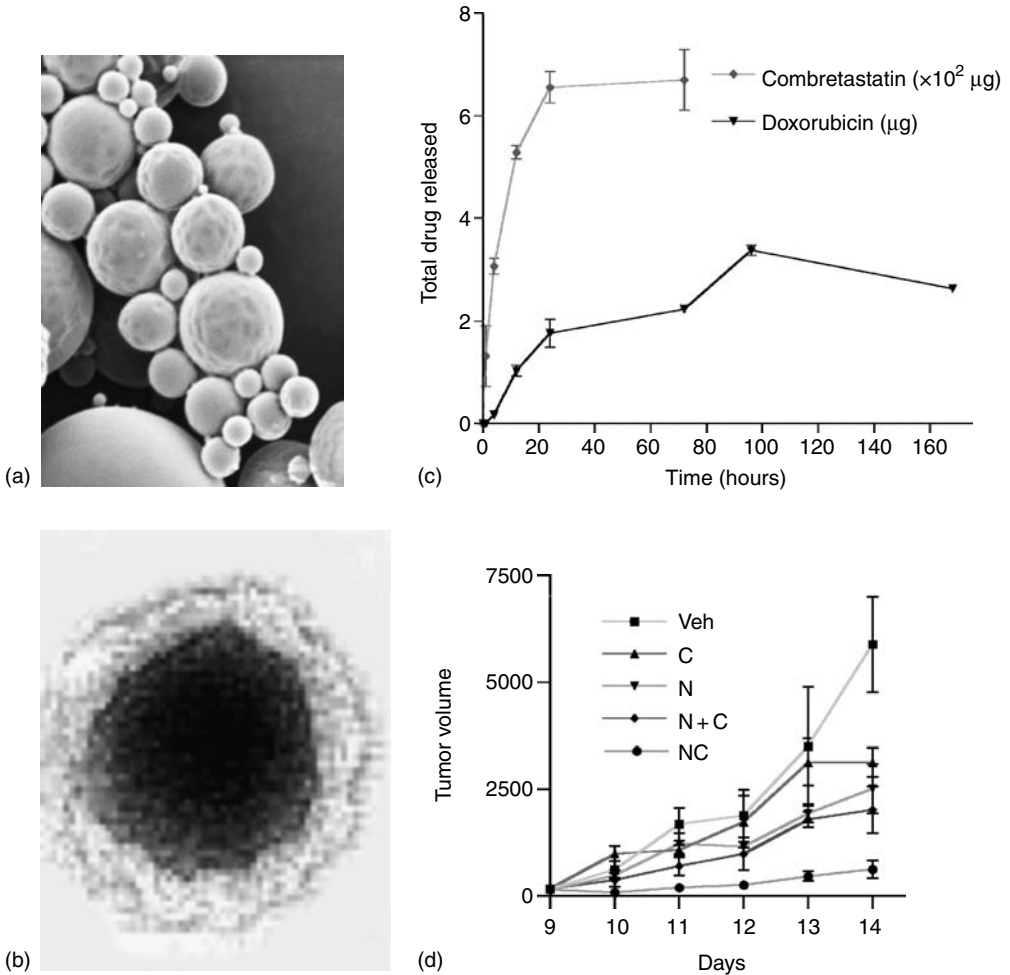 (a)
8
6
4
2
0
Total drug released
Combretastatin (×10² μg)
Doxorubicin (μg)
0 20 40 60 80 100 120 140 160
Time (hours)
(c)
(b)
7500
5000
2500
0
Tumor volume
Veh
C
N
N + C
NC
9 10 11 12 13 14
Days
(d)